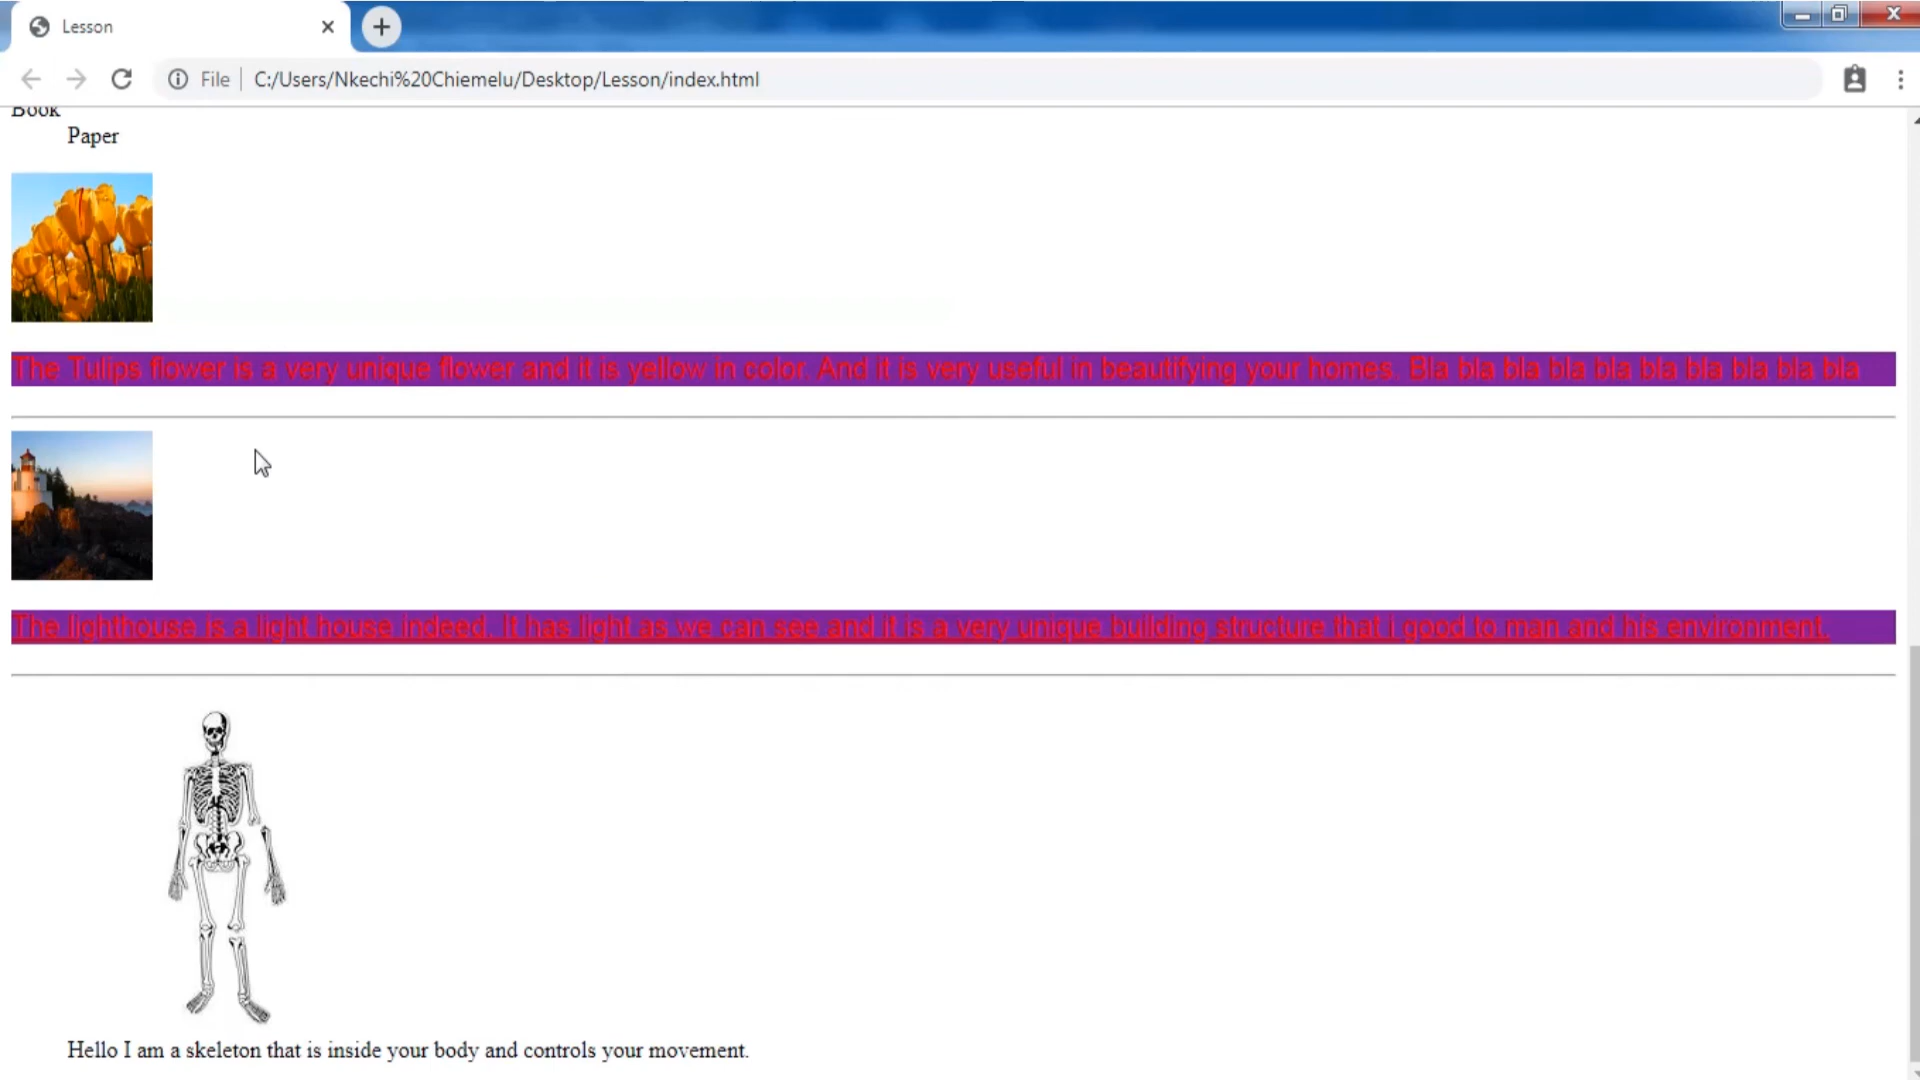 Lesson
File
C:/Users/Nkechi%20Chiemelu/Desktop/Lesson/index.html
Book
Paper
The Tulips flower is a very unique flower and it is yellow in color. And it is very useful in beautifying your homes. Bla bla bla bla bla bla bla bla bla bla
The lighthouse is a light house indeed. It has light as we can see and it is a very unique building structure that i good to man and his environment.
Hello I am a skeleton that is inside your body and controls your movement.